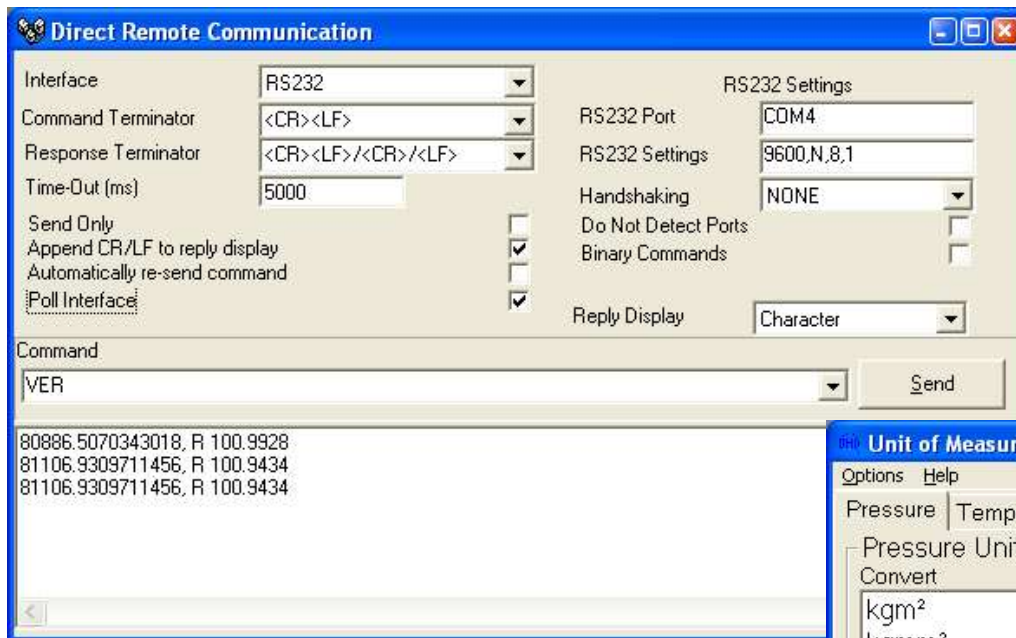 Direct Remote Communication
Interface
RS232
Command Terminator
<CR><LF>
Response Terminator
<CR><LF>/<CR>/<LF>
Time-Out (ms)
5000
Send Only
Append CR/LF to reply display
Automatically re-send command
Poll Interface
RS232 Settings
RS232 Port
COM4
RS232 Settings
9600,N,8,1
Handshaking
NONE
Do Not Detect Ports
Binary Commands
Reply Display
Character
Command
VER
Send
80886.5070343018, R 100.9928
81106.9309711456, R 100.9434
81106.9309711456, R 100.9434
Unit of Measur
Options Help
Pressure Temp
Pressure Unit
Convert
kgm²